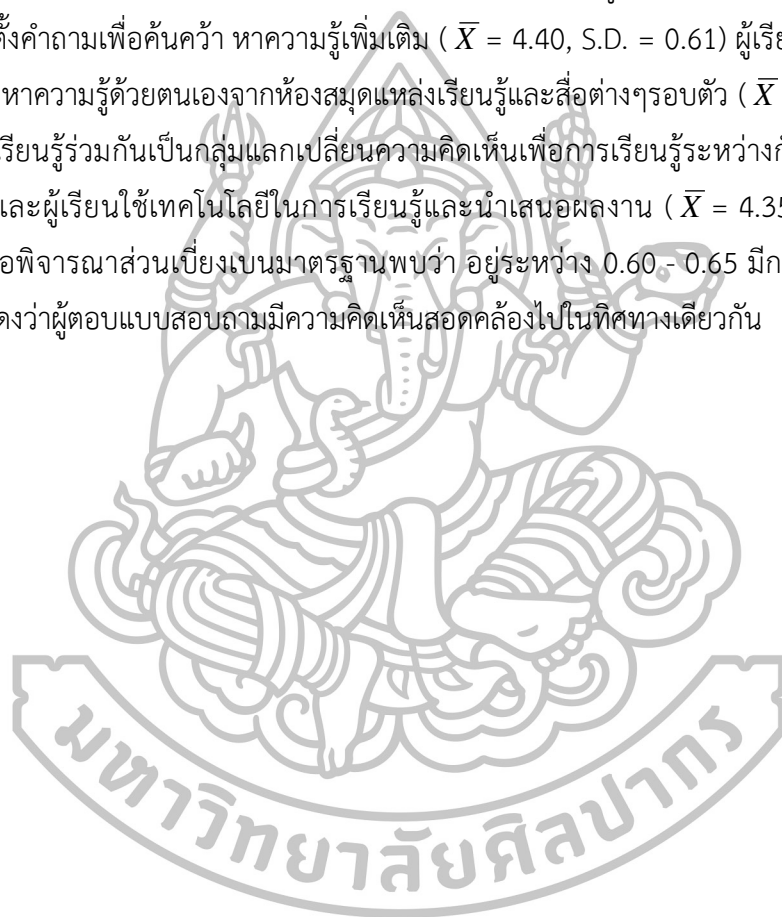 ตั้งคำถามเพื่อค้นคว้า หาความรู้เพิ่มเติม ( X̅ = 4.40, S.D. = 0.61)
หาความรู้ด้วยตนเองจากห้องสมุดแหล่งเรียนรู้และสื่อต่างๆรอบตัว ( X̅
เรียนรู้ร่วมกันเป็นกลุ่มแลกเปลี่ยนความคิดเห็นเพื่อการเรียนรู้ระหว่าง
และผู้เรียนใช้เทคโนโลยีในการเรียนรู้และนำเสนอผลงาน ( X̅ = 4.35
พิจารณาส่วนเบี่ยงเบนมาตรฐานพบว่า อยู่ระหว่าง 0.60 - 0.65
ว่าผู้ตอบแบบสอบถามมีความคิดเห็นสอดคล้องไปในทิศทางเดียวกัน
มหาวิทยาลัยศิลปากร